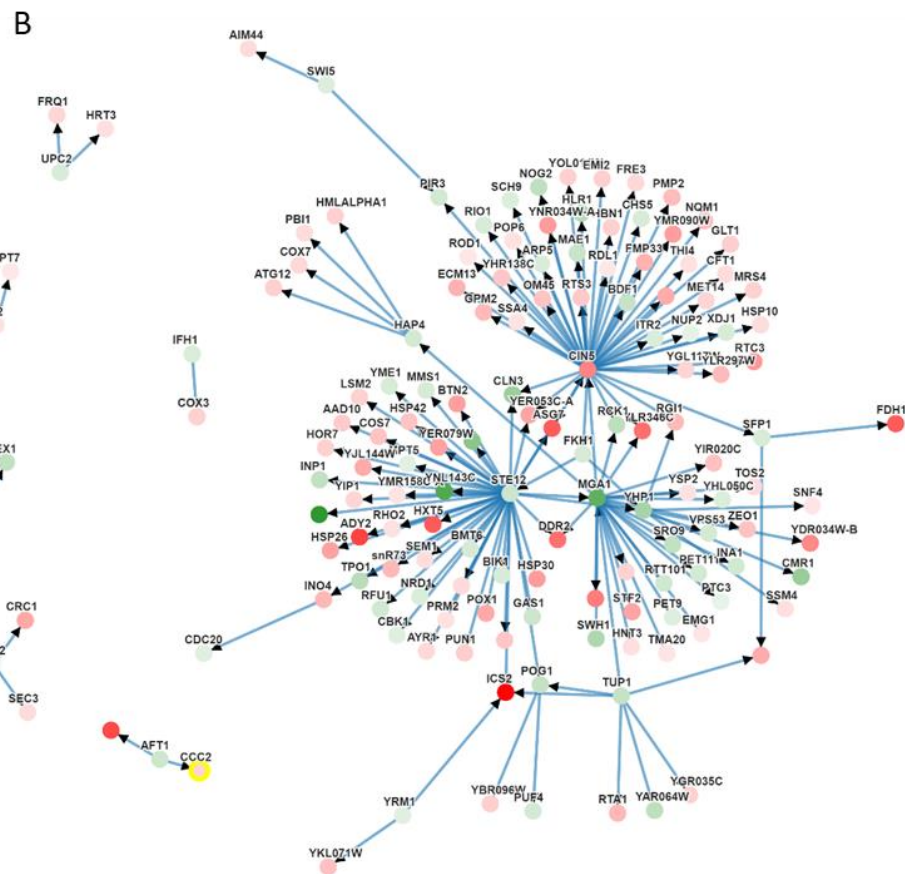 B
AIM44
SWI5
FRQ1
HRT3
UPC2
PIR3
HMLALPHA1
PBI1
COX7
ATG12
HAP4
IFH1
COX3
EMI2
FRE3
NOG2
SCH9
HLR1
CHS5
PMP2
NQM1
RIO1
YNR034W-A
HBN1
YMR090W
POP6
MAE1
GLT1
ROD1
ARP5
RDL1
FMP33
THI4
YHR138C
CFT1
ECM13
OM45
RTS3
BDF1
MET14
MRS4
GPM2
SSA4
ITR2
NUP2
XDJ1
HSP10
CIN5
YGL117W
YLR297W
RTC3
YME1
MMS1
CLN3
LSM2
BTN2
YER053C-A
AAD10
HSP42
ASG7
RCK1
YLR346C
RGI1
FDH1
HOR7
COS7
YER079W
FKH1
SFP1
YJL144W
MPT5
YIR020C
INP1
YIP1
YMR158C
YNL143C
STE12
MGA1
YSP2
YHL050C
TOS2
YHP1
SNF4
ADY2
RHO2
HXT5
DDR2
SRO9
VPS53
ZEO1
YDR034W-B
HSP26
SEM1
BMT6
snR73
PET111
INA1
CMR1
INO4
TPO1
NRD1
BIK1
HSP30
RTT101
PTC3
SSM4
RFU1
PRM2
POX1
GAS1
STF2
PET9
EMG1
CDC20
CBK1
AYR1
PUN1
SWH1
HNT3
TMA20
CRC1
SEC3
ICS2
POG1
TUP1
AFT1
CCC2
YRM1
YBR096W
PUF4
RTA1
YAR064W
YGR035C
YKL071W